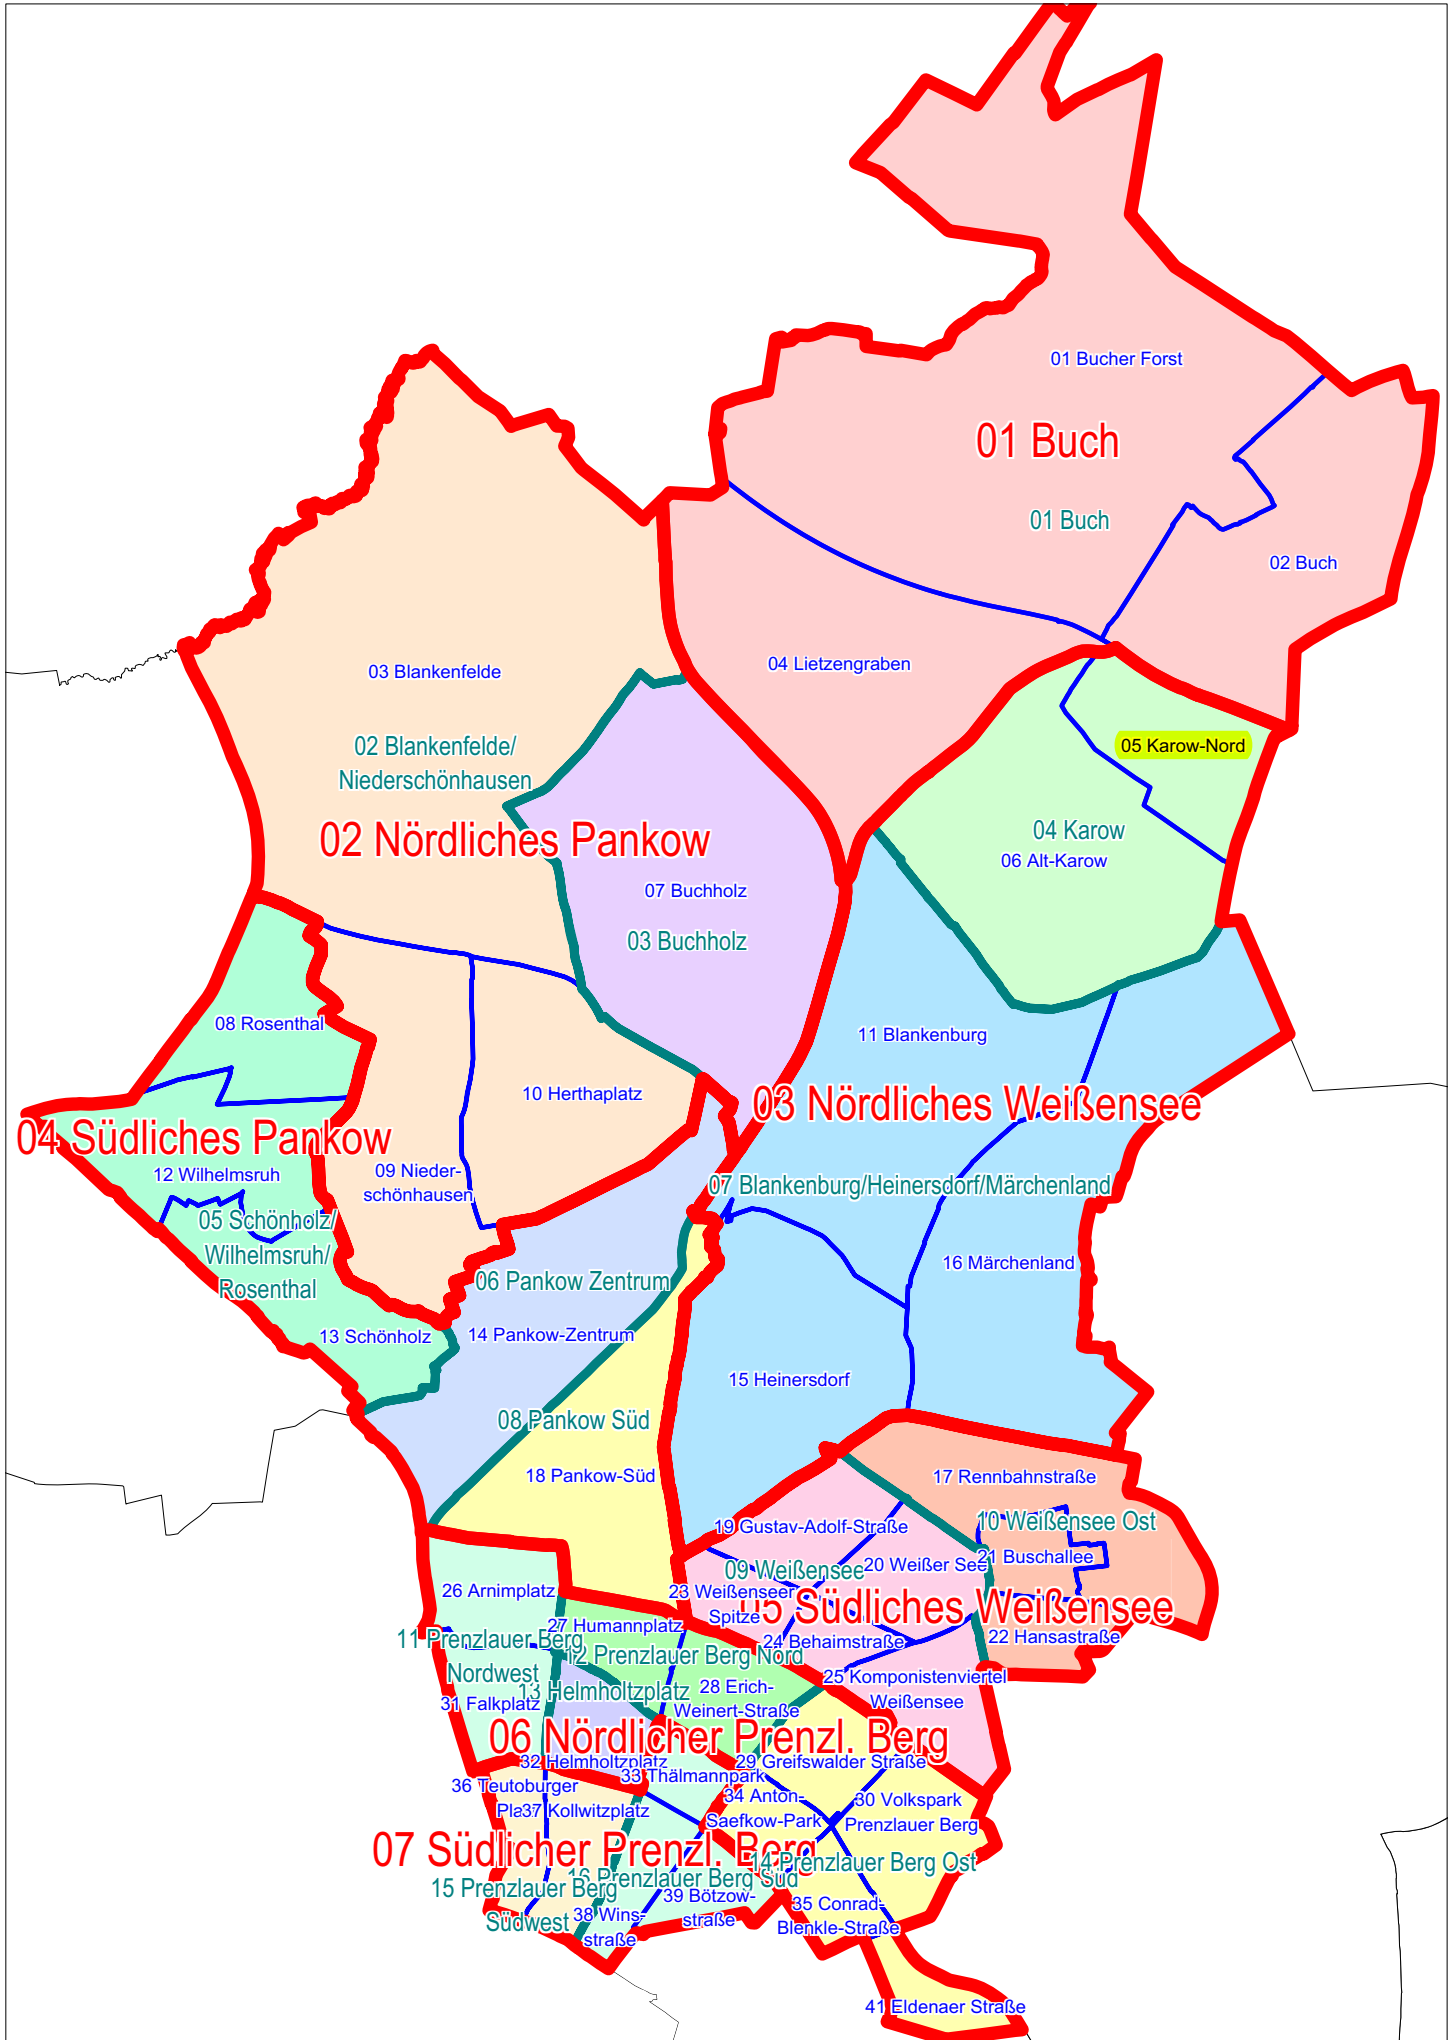 01 Bucher Forst
01 Buch
01 Buch
02 Buch
04 Lietzengraben
03 Blankenfelde
02 Blankenfelde/
Niederschönhausen
02 Nördliches Pankow
05 Karow-Nord
04 Karow
06 Alt-Karow
07 Buchholz
03 Buchholz
08 Rosenthal
11 Blankenburg
10 Herthaplatz
03 Nördliches Weißensee
04 Südliches Pankow
12 Wilhelmsruh
09 Nieder-
schönhausen
07 Blankenburg/Heinersdorf/Märchenland
05 Schönholz/
Wilhelmsruh/
Rosenthal
16 Märchenland
06 Pankow Zentrum
13 Schönholz
14 Pankow-Zentrum
15 Heinersdorf
08 Pankow Süd
18 Pankow-Süd
17 Rennbahnstraße
10 Weißensee Ost
19 Gustav-Adolf-Straße
20 Weißer See
21 Buschallee
09 Weißensee
26 Arnimplatz
23 Weißenseer
Spitze
05 Südliches Weißensee
27 Humannplatz
11 Prenzlauer Berg
Nordwest
12 Prenzlauer Berg Nord
24 Behaimstraße
22 Hansastraße
25 Komponistenviertel
Weißensee
13 Helmholtzplatz
28 Erich-
Weinert-Straße
31 Falkplatz
06 Nördlicher Prenzl. Berg
32 Helmholtzplatz
29 Greifswalder Straße
33 Thälmannpark
36 Teutoburger
Pla
37 Kollwitzplatz
34 Anton-
Saefkow-Park
30 Volkspark
Prenzlauer Berg
07 Südlicher Prenzl. Berg
14 Prenzlauer Berg Ost
16 Prenzlauer Berg Süd
15 Prenzlauer Berg
Südwest
39 Bötzow-
straße
38 Wins-
straße
35 Conrad-
Blenkle-Straße
41 Eldenaer Straße